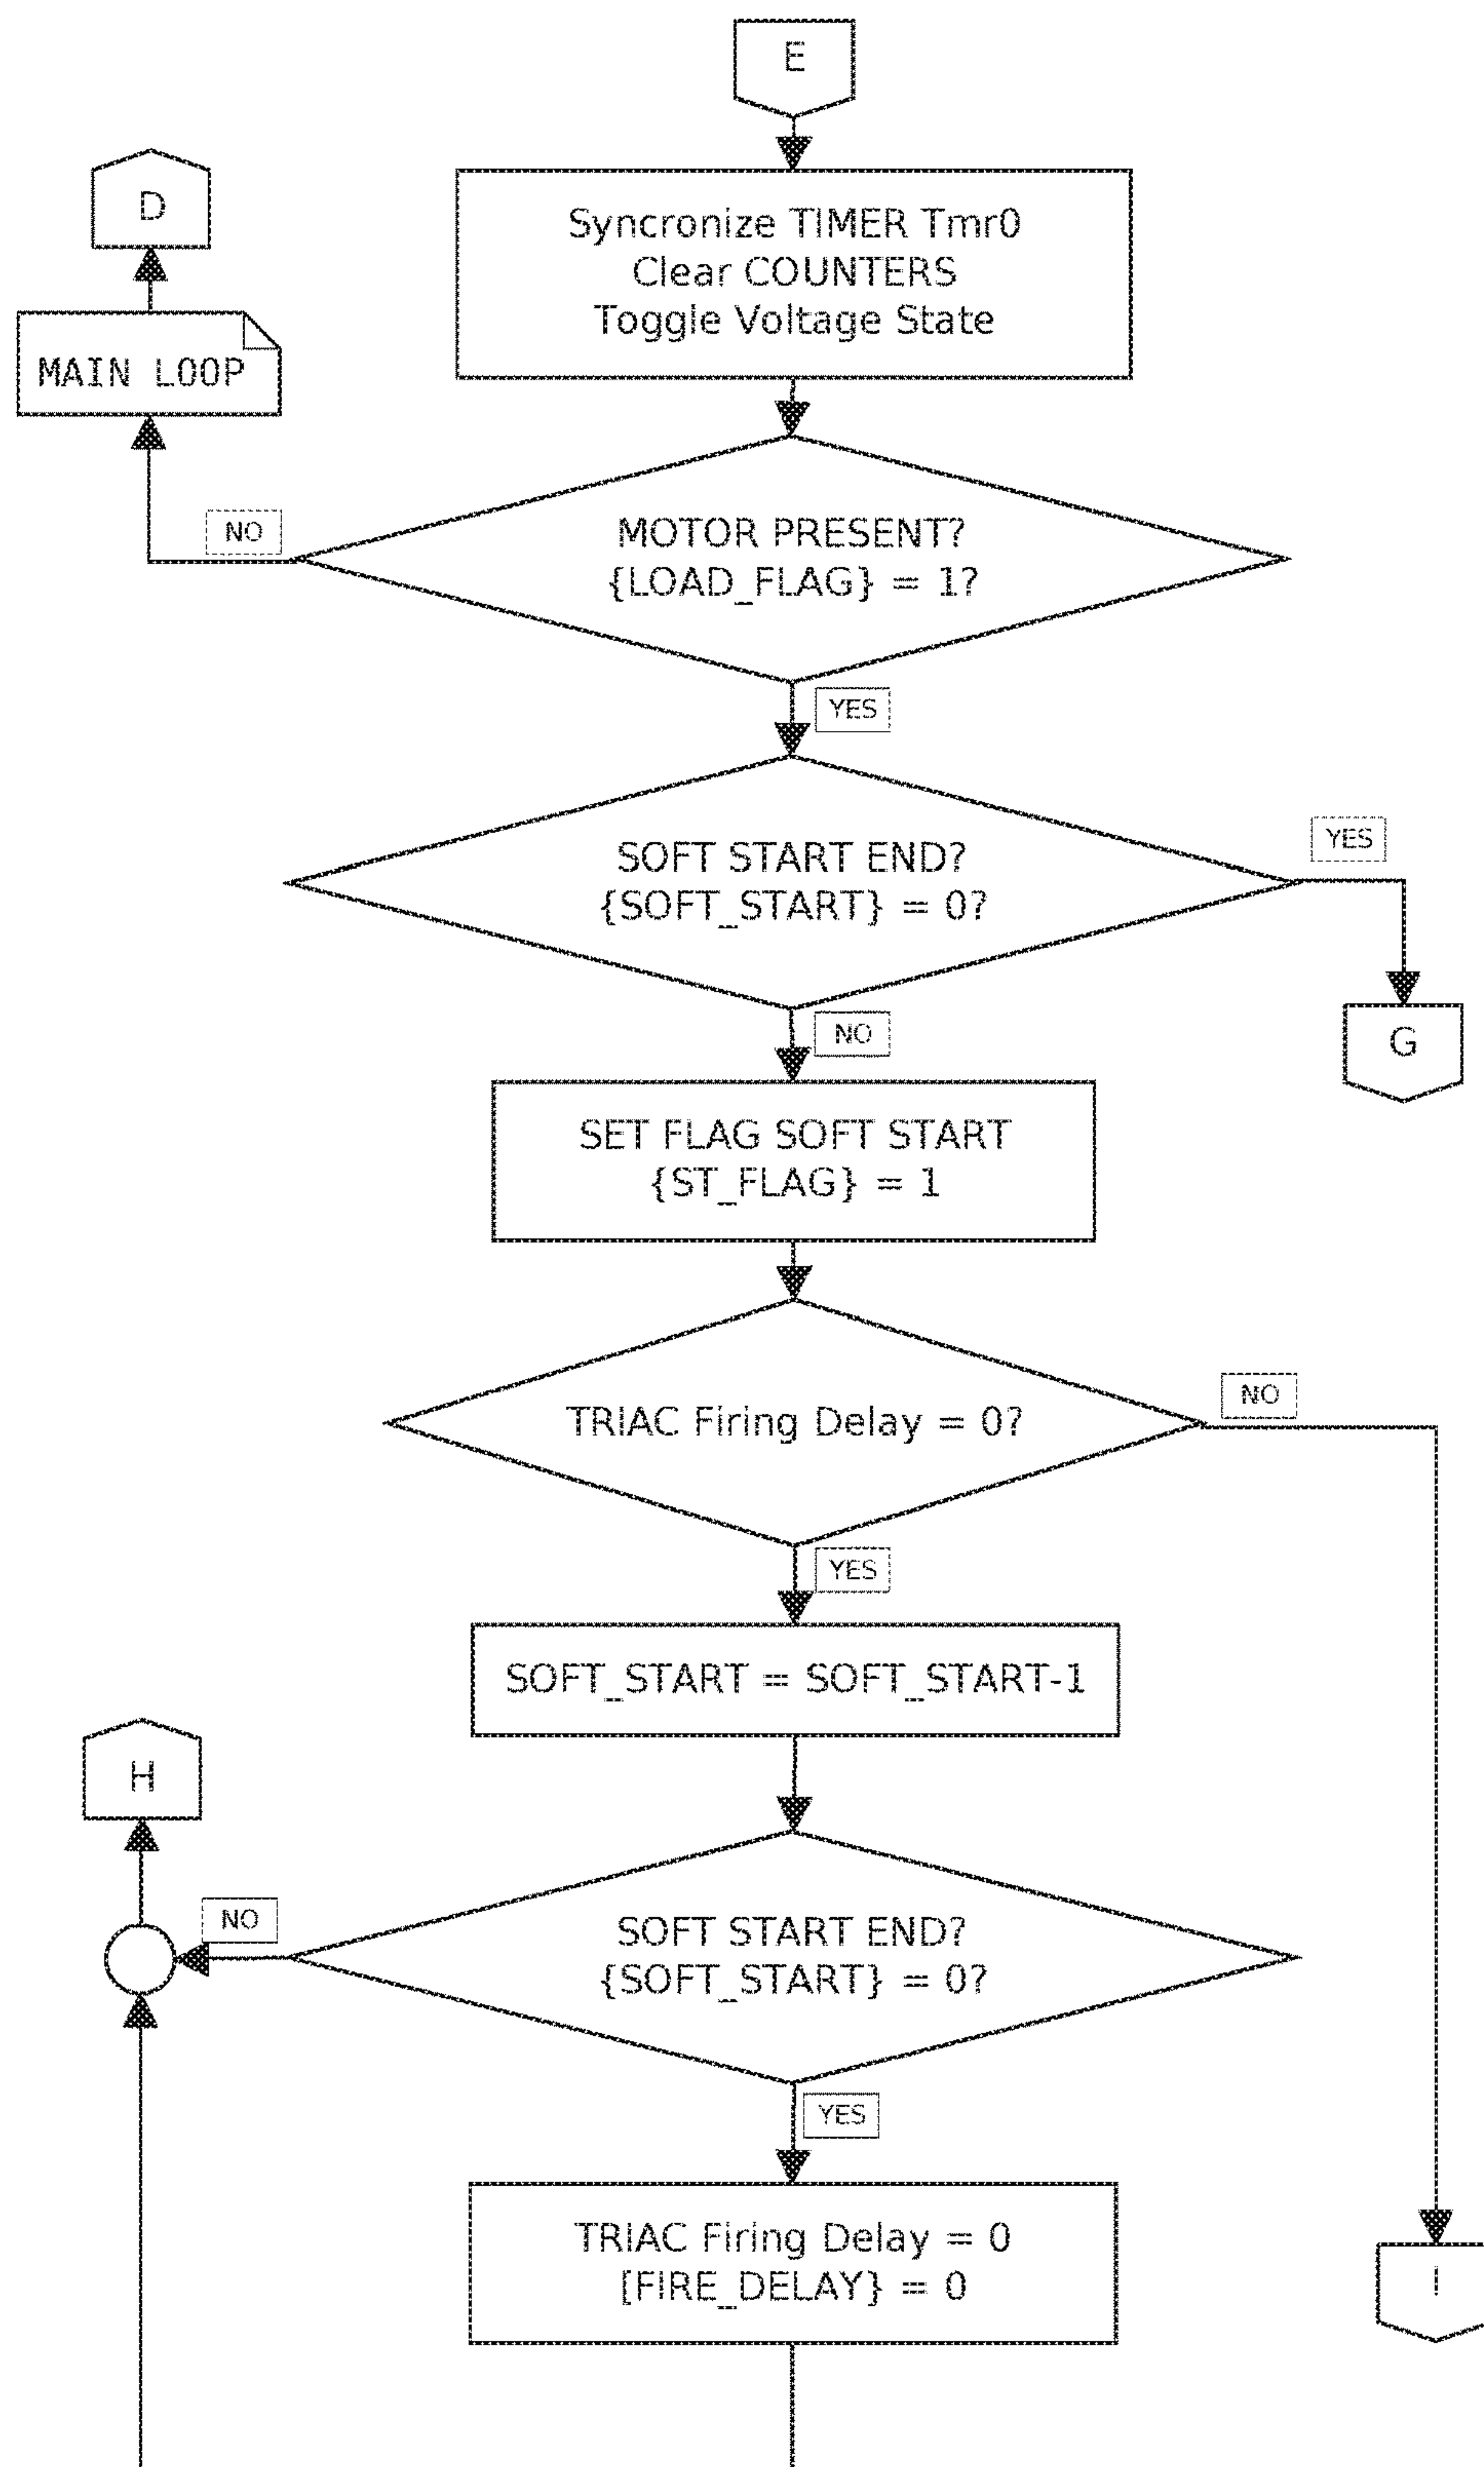 E
D
Syncronize TIMER Tmr0
Clear COUNTERS
Toggle Voltage State
MAIN LOOP
NO
MOTOR PRESENT?
{LOAD_FLAG} = 1?
YES
SOFT START END?
{SOFT_START} = 0?
YES
NO
G
SET FLAG SOFT START
{ST_FLAG} = 1
TRIAC Firing Delay = 0?
NO
YES
SOFT_START = SOFT_START-1
H
NO
SOFT START END?
{SOFT_START} = 0?
YES
TRIAC Firing Delay = 0
[FIRE_DELAY} = 0
I